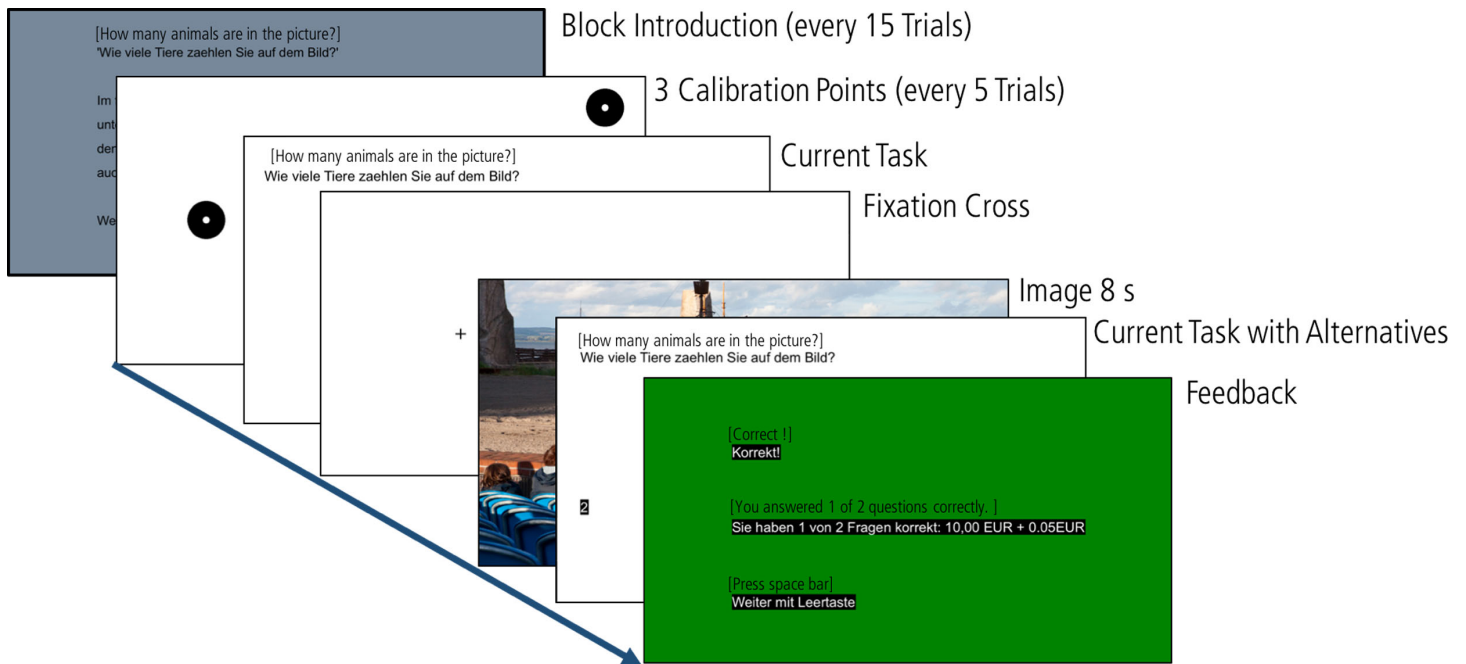 Block Introduction (every 15 Trials)
[How many animals are in the picture?]
'Wie viele Tiere zaehlen Sie auf dem Bild?'
Im
unte
den
auc
We
3 Calibration Points (every 5 Trials)
Current Task
[How many animals are in the picture?]
Wie viele Tiere zaehlen Sie auf dem Bild?
Fixation Cross
+
Image 8 s
Current Task with Alternatives
[How many animals are in the picture?]
Wie viele Tiere zaehlen Sie auf dem Bild?
2
Feedback
[Correct !]
Korrekt!
[You answered 1 of 2 questions correctly. ]
Sie haben 1 von 2 Fragen korrekt: 10,00 EUR + 0.05EUR
[Press space bar]
Weiter mit Leertaste